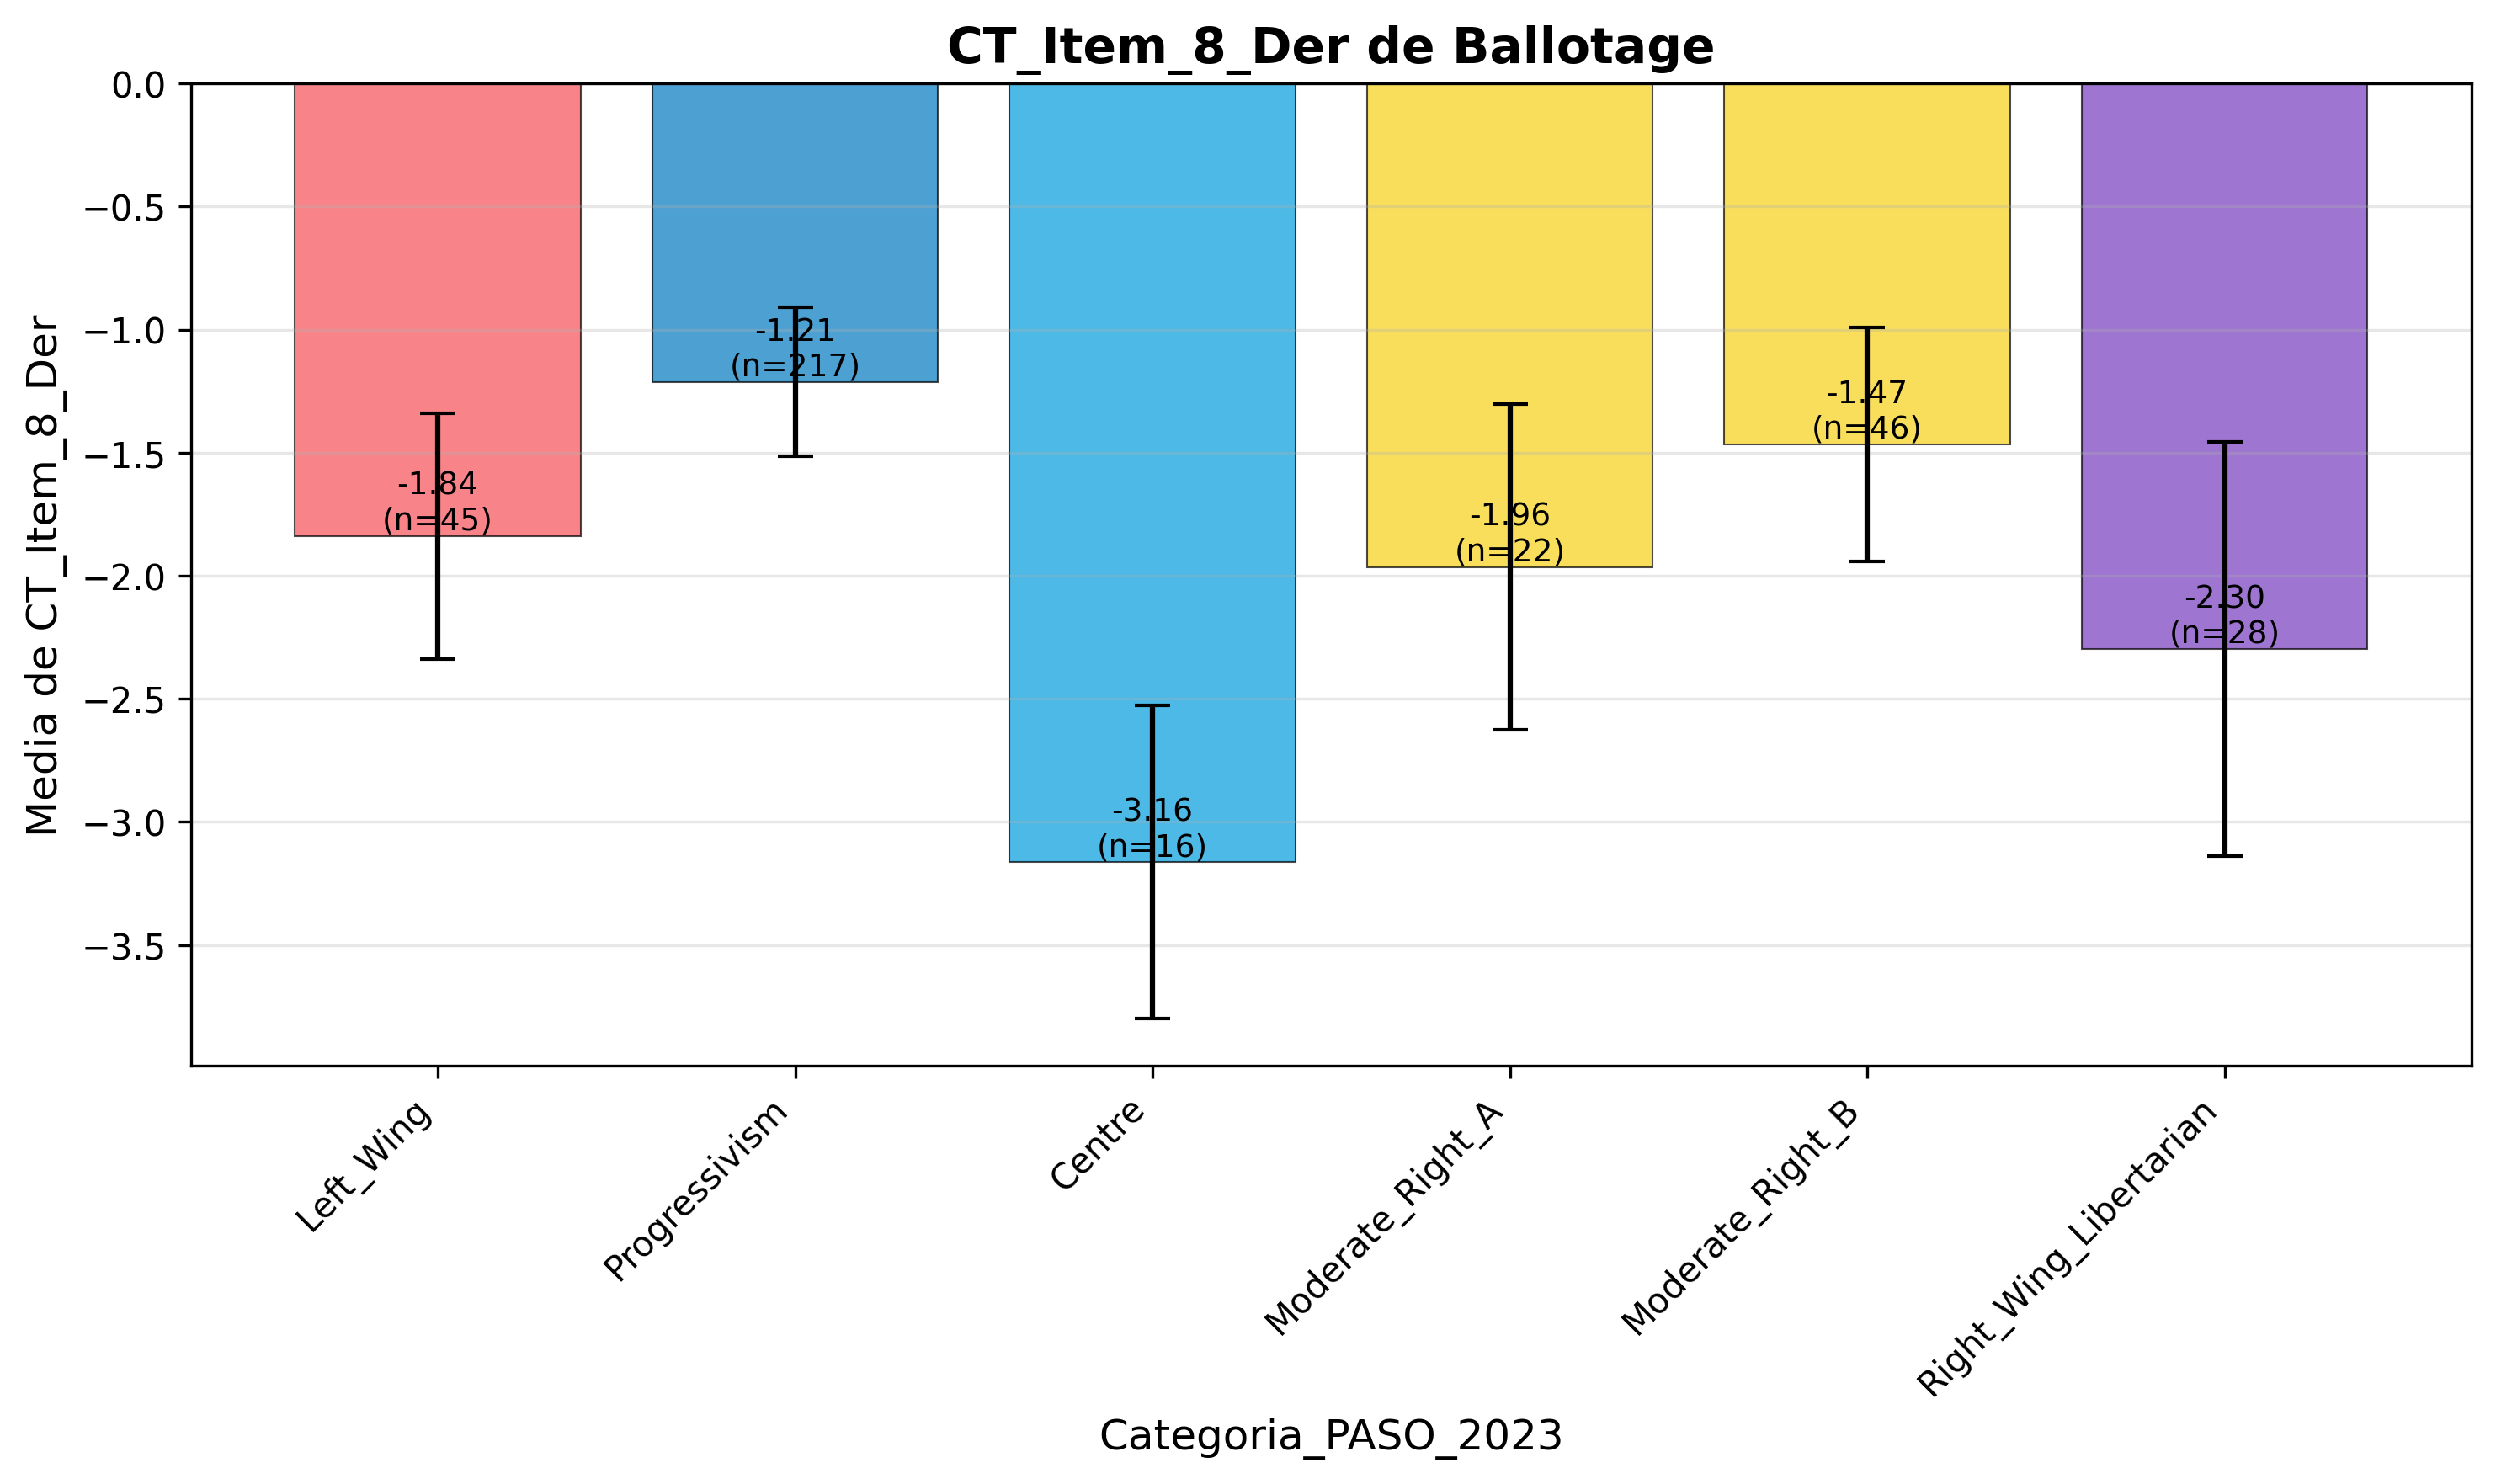 CT_Item_8_Der de Ballotage
Media de CT_Item_8_Der
0.0
−0.5
−1.0
−1.5
−2.0
−2.5
−3.0
−3.5
-1.84
(n=45)
-1.21
(n=217)
-3.16
(n=16)
-1.96
(n=22)
-1.47
(n=46)
-2.30
(n=28)
Left_Wing
Progressivism
Centre
Moderate_Right_A
Moderate_Right_B
Right_Wing_Libertarian
Categoria_PASO_2023